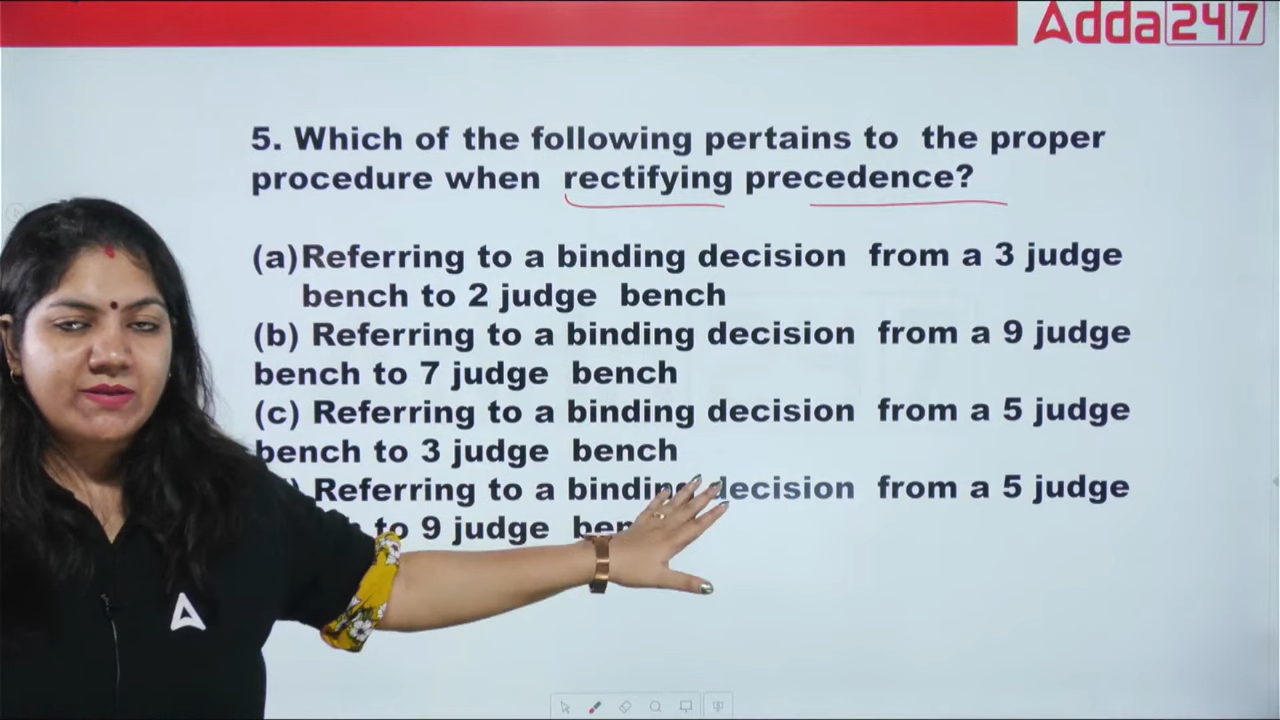 Adda247
5. Which of the following pertains to the proper
procedure when rectifying precedence?
(a) Referring to a binding decision from a 3 judge
bench to 2 judge bench
(b) Referring to a binding decision from a 9 judge
bench to 7 judge bench
(c) Referring to a binding decision from a 5 judge
bench to 3 judge bench
Referring to a binding decision from a 5 judge
to 9 judge